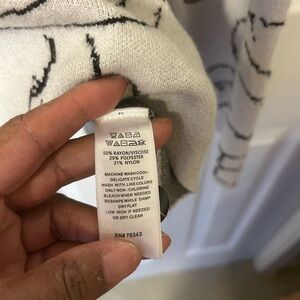 50% RAYON/VISCOSE
29% POLYESTER
21% NYLON
MACHINE WASH COOL-
DELICATE CYCLE
WASH WITH LIKE COLORS
ONLY NON-CHLORINE
BLEACH WHEN NEEDED
RESHAPE WHILE DAMP
DRY FLAT
LOW IRON IF NEEDED
OR DRY CLEAN
RN# 75343